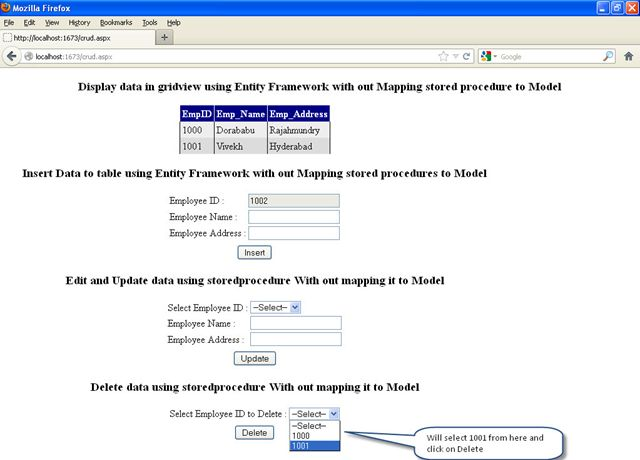 Mozilla Firefox
File Edit View History Bookmarks Tools Help
http://localhost:1673/crud.aspx
localhost:1673/crud.aspx
Google
Display data in gridview using Entity Framework with out Mapping stored procedure to Model
EmpID Emp_Name Emp_Address
1000 Dorababu Rajahmundry
1001 Vivekh Hyderabad
Insert Data to table using Entity Framework with out Mapping stored procedures to Model
Employee ID : 1002
Employee Name :
Employee Address :
Insert
Edit and Update data using storedprocedure With out mapping it to Model
Select Employee ID : --Select--
Employee Name :
Employee Address :
Update
Delete data using storedprocedure With out mapping it to Model
Select Employee ID to Delete : --Select--
--Select--
1000
1001
Delete
Will select 1001 from here and
click on Delete